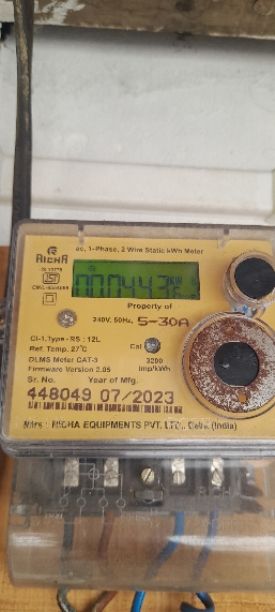 RICHA
ac, 1-Phase, 2 Wire Static kWh Meter
Property of
240V, 50Hz, 5-30A
Cl-1,Type - RS : 12L
Cal
Ref. Temp. 27°C
3200
imp/kWh
DLMS Meter CAT-3
Firmware Version 2.05
Sr. No. Year of Mfg.
448049 07/2023
Mfrs : RICHA EQUIPMENTS PVT. LTD., Delhi (India)
RICHA